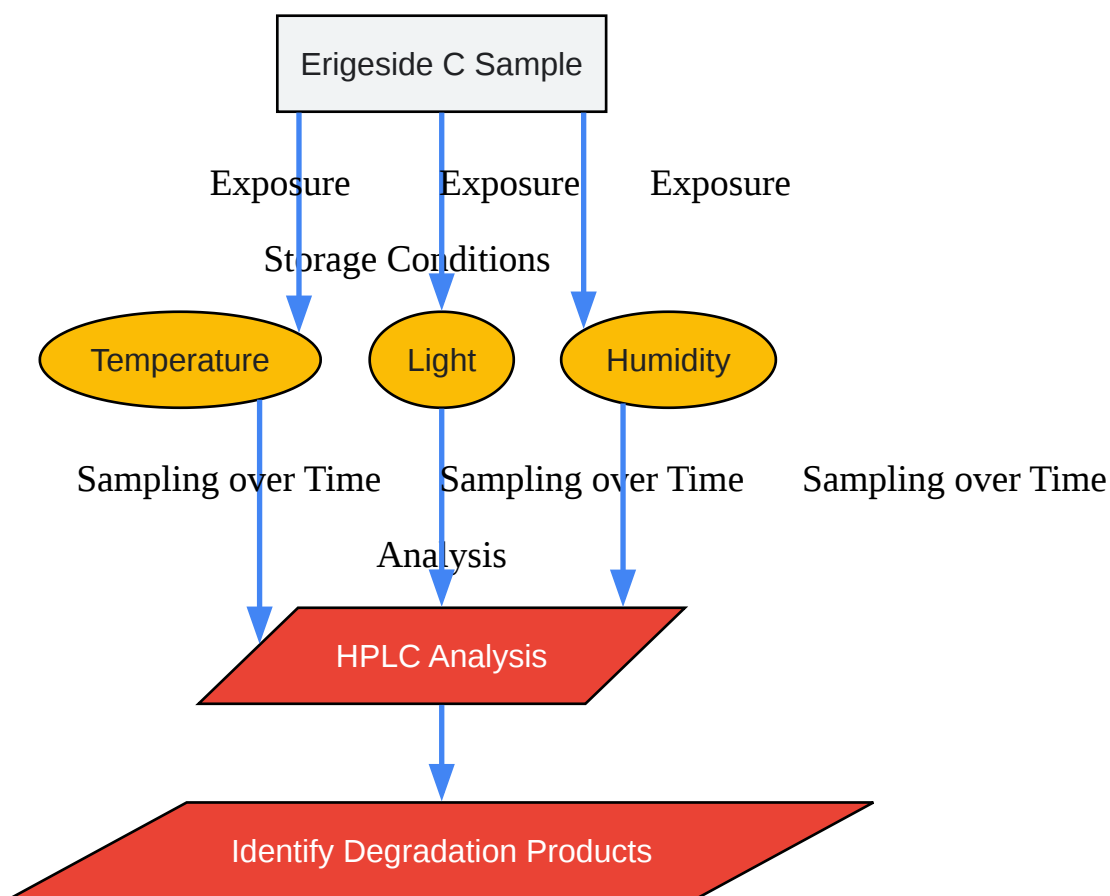 Erigeside C Sample
Exposure Exposure Exposure
Storage Conditions
Temperature Light Humidity
Sampling over Time Sampling over Time Sampling over Time
Analysis
HPLC Analysis
Identify Degradation Products